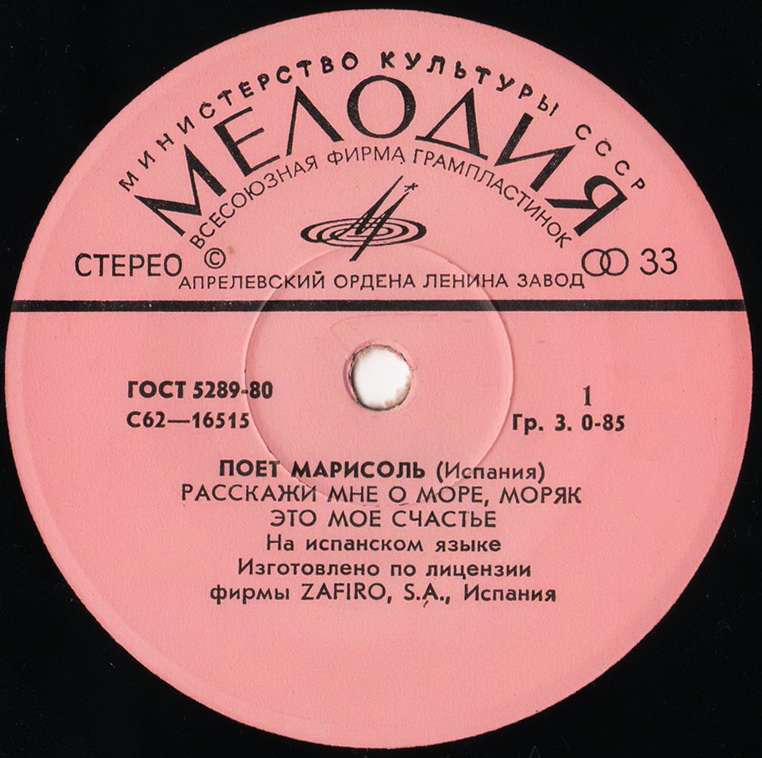 МИНИСТЕРСТВО КУЛЬТУРЫ СССР
МЕЛОДИЯ
ВСЕСОЮЗНАЯ ФИРМА ГРАМПЛАСТИНОК
СТЕРЕО © 33
АПРЕЛЕВСКИЙ ОРДЕНА ЛЕНИНА ЗАВОД
ГОСТ 5289-80 1
С62—16515 Гр. 3. 0-85
ПОЕТ МАРИСОЛЬ (Испания)
РАССКАЖИ МНЕ О МОРЕ, МОРЯК
ЭТО МОЕ СЧАСТЬЕ
На испанском языке
Изготовлено по лицензии
фирмы ZAFIRO, S.A., Испания